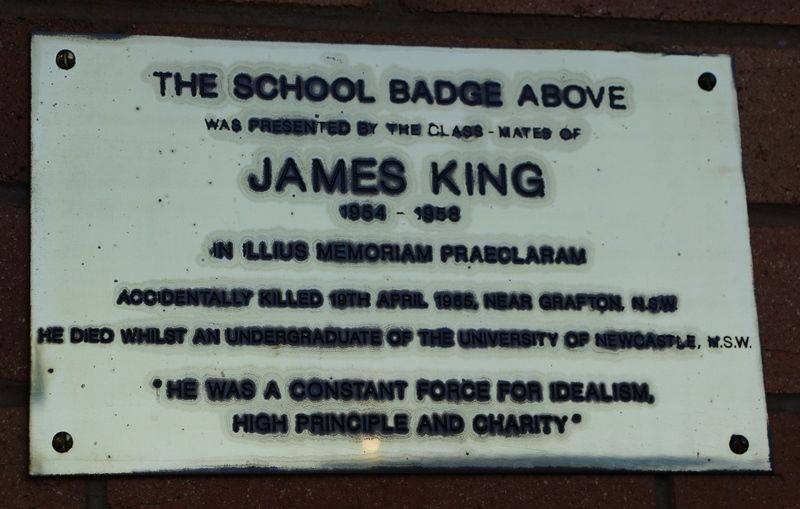 THE SCHOOL BADGE ABOVE
WAS PRESENTED BY THE CLASS-MATES OF
JAMES KING
1954 - 1958
IN ILLIUS MEMORIAM PRAECLARAM
ACCIDENTALLY KILLED 19TH APRIL 1965, NEAR GRAFTON, N.SW
HE DIED WHILST AN UNDERGRADUATE OF THE UNIVERSITY OF NEWCASTLE, N.S.W.
"HE WAS A CONSTANT FORCE FOR IDEALISM,
HIGH PRINCIPLE AND CHARITY"